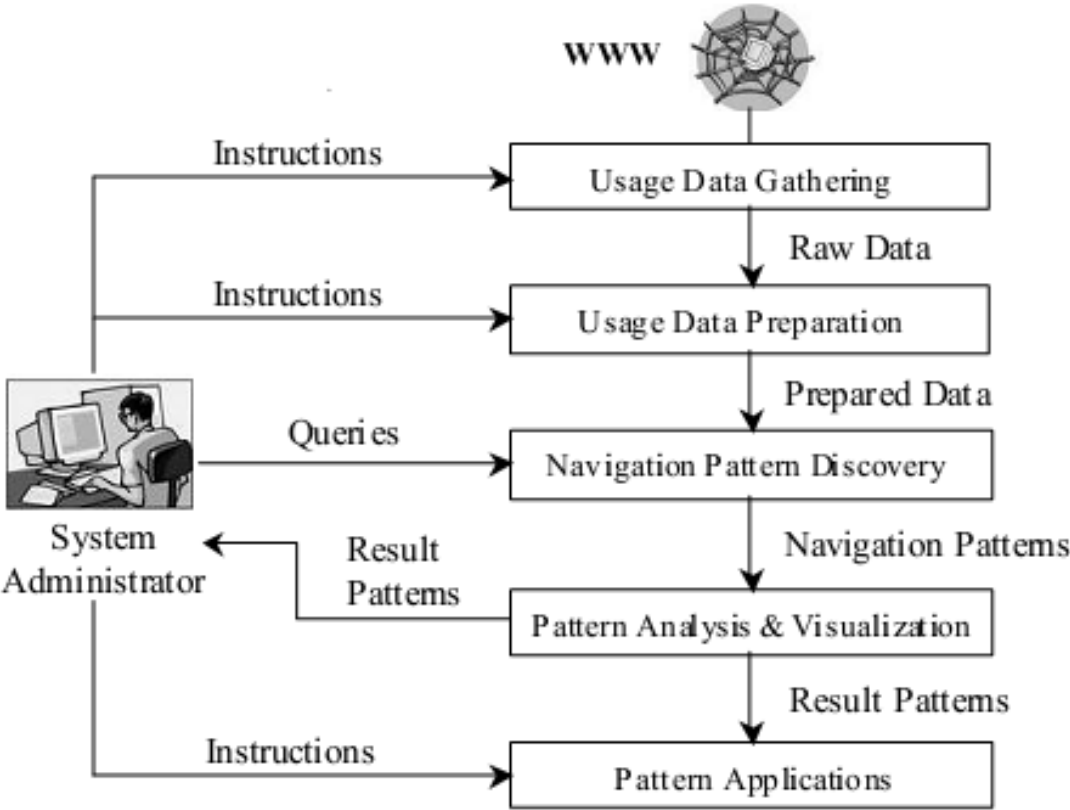 WWW
Instructions
Usage Data Gathering
Raw Data
Instructions
Usage Data Preparation
Prepared Data
Queries
Navigation Pattern Discovery
System
Administrator
Result
Patterns
Navigation Patterns
Pattern Analysis & Visualization
Result Patterns
Instructions
Pattern Applications